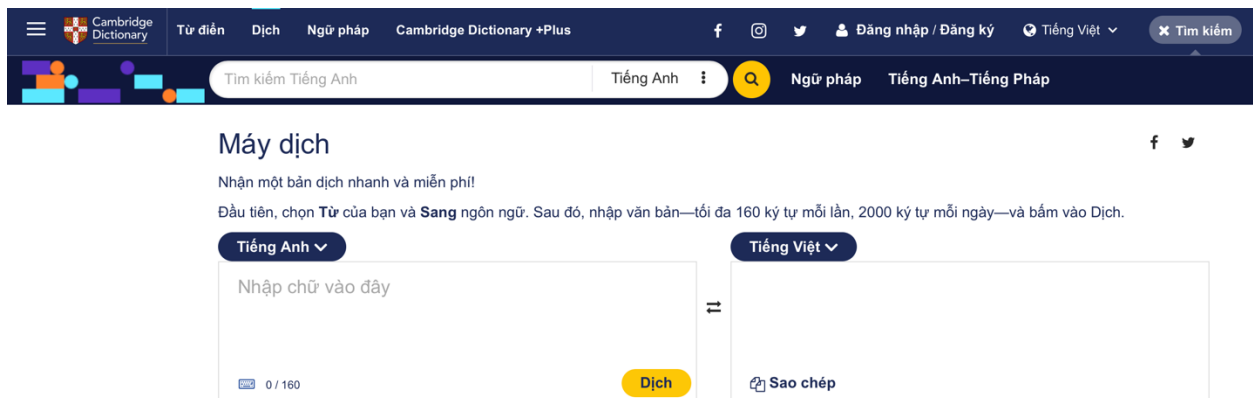 Cambridge Dictionary Từ điển Dịch Ngữ pháp Cambridge Dictionary +Plus Đăng nhập / Đăng ký Tiếng Việt Tìm kiếm
Tìm kiếm Tiếng Anh Tiếng Anh Ngữ pháp Tiếng Anh–Tiếng Pháp
Máy dịch
Nhận một bản dịch nhanh và miễn phí!
Đầu tiên, chọn Từ của bạn và Sang ngôn ngữ. Sau đó, nhập văn bản—tối đa 160 ký tự mỗi lần, 2000 ký tự mỗi ngày—và bấm vào Dịch.
Tiếng Anh Tiếng Việt
Nhập chữ vào đây
0 / 160 Dịch Sao chép